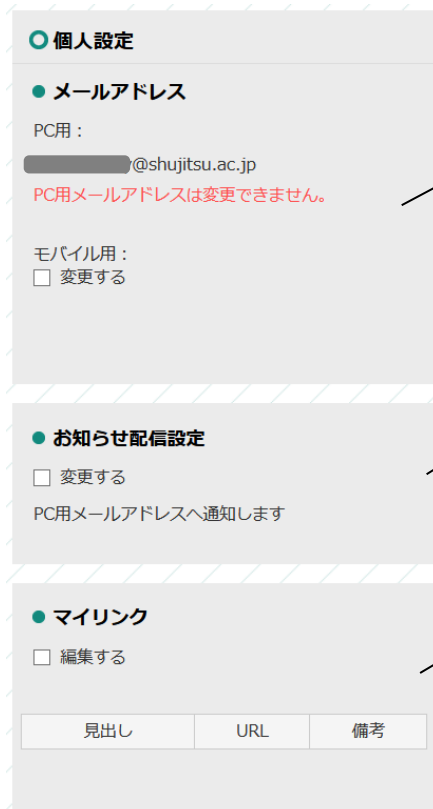 個人設定
メールアドレス
PC用：
@shujitsu.ac.jp
PC用メールアドレスは変更できません。
モバイル用：
変更する
お知らせ配信設定
変更する
PC用メールアドレスへ通知します
マイリンク
編集する
見出し URL 備考